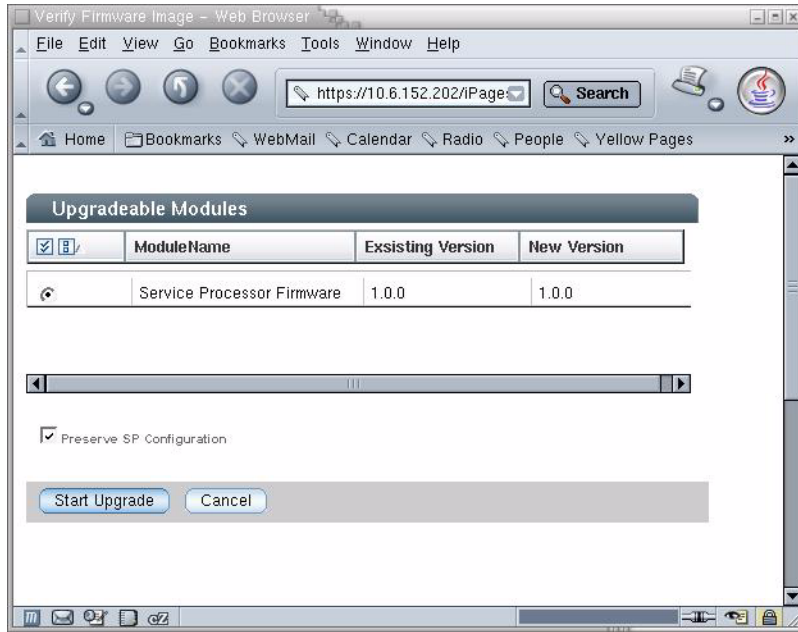 Verify Firmware Image - Web Browser
File Edit View Go Bookmarks Tools Window Help
https://10.6.152.202/iPages
Search
Home Bookmarks WebMail Calendar Radio People Yellow Pages
Upgradeable Modules
ModuleName Exsisting Version New Version
Service Processor Firmware 1.0.0 1.0.0
Preserve SP Configuration
Start Upgrade Cancel